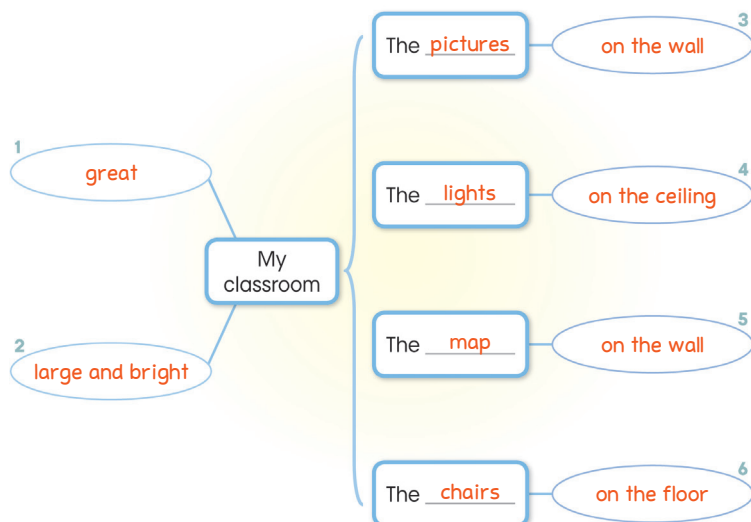 1
great
2
large and bright
My
classroom
The pictures
3
on the wall
The lights
4
on the ceiling
The map
5
on the wall
The chairs
6
on the floor